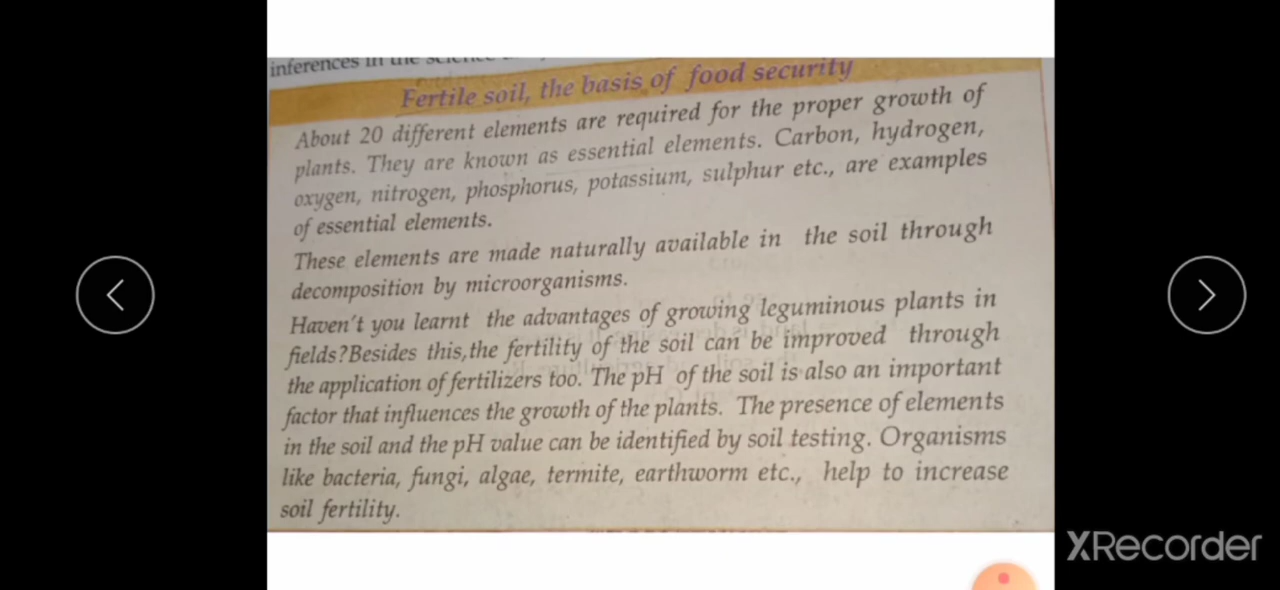 inferences in the
Fertile soil, the basis of food security
About 20 different elements are required for the proper growth of
plants. They are known as essential elements. Carbon, hydrogen,
oxygen, nitrogen, phosphorus, potassium, sulphur etc., are examples
of essential elements.
These elements are made naturally available in the soil through
decomposition by microorganisms.
Haven't you learnt the advantages of growing leguminous plants in
fields?Besides this,the fertility of the soil can be improved through
the application of fertilizers too. The pH of the soil is also an important
factor that influences the growth of the plants. The presence of elements
in the soil and the pH value can be identified by soil testing. Organisms
like bacteria, fungi, algae, termite, earthworm etc., help to increase
soil fertility.
XRecorder